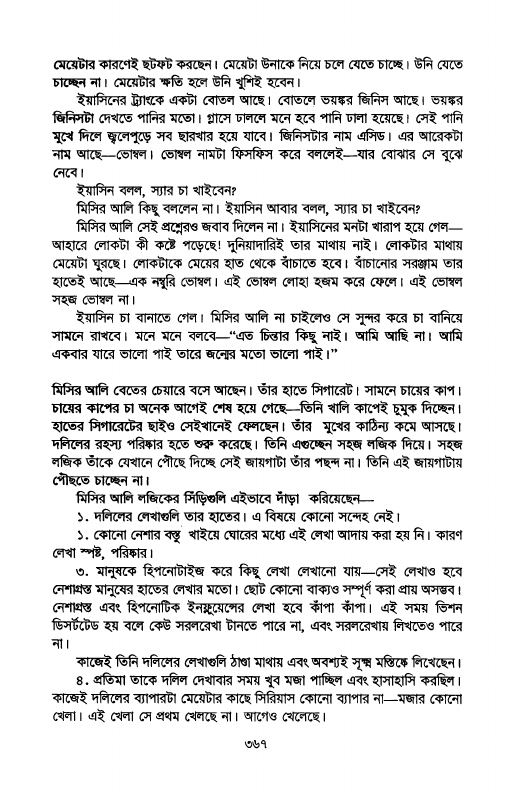 মেয়েটার কারণেই ছটফট করছেন। মেয়েটা উনাকে নিয়ে চলে যেতে চাচ্ছে। উনি যেতে
চাচ্ছেন না। মেয়েটার ক্ষতি হলে উনি খুশিই হবেন।
ইয়াসিনের ট্র্যাংকে একটা বোতল আছে। বোতলে ভয়ঙ্কর জিনিস আছে। ভয়ঙ্কর
জিনিসটা দেখতে পানির মতো। গ্লাসে ঢাললে মনে হবে পানি ঢালা হয়েছে। সেই পানি
মুখে দিলে জ্বলেপুড়ে সব ছারখার হয়ে যাবে। জিনিসটার নাম এসিড। এর আরেকটা
নাম আছে—ভোম্বল। ভোম্বল নামটা ফিসফিস করে বললেই—যার বোঝার সে বুঝে
নেবে।
ইয়াসিন বলল, স্যার চা খাইবেন?
মিসির আলি কিছু বললেন না। ইয়াসিন আবার বলল, স্যার চা খাইবেন?
মিসির আলি সেই প্রশ্নেরও জবাব দিলেন না। ইয়াসিনের মনটা খারাপ হয়ে গেল—
আহারে লোকটা কী কষ্টে পড়েছে! দুনিয়াদারিই তার মাথায় নাই। লোকটার মাথায়
মেয়েটা ঘুরছে। লোকটাকে মেয়ের হাত থেকে বাঁচাতে হবে। বাঁচানোর সরঞ্জাম তার
হাতেই আছে—এক নম্বুরি ভোম্বল। এই ভোম্বল লোহা হজম করে ফেলে। এই ভোম্বল
সহজ ভোম্বল না।
ইয়াসিন চা বানাতে গেল। মিসির আলি না চাইলেও সে সুন্দর করে চা বানিয়ে
সামনে রাখবে। মনে মনে বলবে—“এত চিন্তার কিছু নাই। আমি আছি না। আমি
একবার যারে ভালো পাই তারে জন্মের মতো ভালো পাই।”
মিসির আলি বেতের চেয়ারে বসে আছেন। তাঁর হাতে সিগারেট। সামনে চায়ের কাপ।
চায়ের কাপের চা অনেক আগেই শেষ হয়ে গেছে—তিনি খালি কাপেই চুমুক দিচ্ছেন।
হাতের সিগারেটের ছাইও সেইখানেই ফেলছেন। তাঁর মুখের কাঠিন্য কমে আসছে।
দলিলের রহস্য পরিষ্কার হতে শুরু করেছে। তিনি এগুচ্ছেন সহজ লজিক দিয়ে। সহজ
লজিক তাঁকে যেখানে পৌছে দিচ্ছে সেই জায়গাটা তাঁর পছন্দ না। তিনি এই জায়গাটায়
পৌছতে চাচ্ছেন না।
মিসির আলি লজিকের সিঁড়িগুলি এইভাবে দাঁড়া করিয়েছেন—
১. দলিলের লেখাগুলি তার হাতের। এ বিষয়ে কোনো সন্দেহ নেই।
১. কোনো নেশার বস্তু খাইয়ে ঘোরের মধ্যে এই লেখা আদায় করা হয় নি। কারণ
লেখা স্পষ্ট, পরিষ্কার।
৩. মানুষকে হিপনোটাইজ করে কিছু লেখা লেখানো যায়—সেই লেখাও হবে
নেশাগ্রস্ত মানুষের হাতের লেখার মতো। ছোট কোনো বাক্যও সম্পূর্ণ করা প্রায় অসম্ভব।
নেশাগ্রস্ত এবং হিপনোটিক ইনফ্লুয়েন্সের লেখা হবে কাঁপা কাঁপা। এই সময় ভিশন
ডিসটর্টেড হয় বলে কেউ সরলরেখা টানতে পারে না, এবং সরলরেখায় লিখতেও পারে
না।
কাজেই তিনি দলিলের লেখাগুলি ঠাণ্ডা মাথায় এবং অবশ্যই সূক্ষ্ম মস্তিষ্কে লিখেছেন।
৪. প্রতিমা তাকে দলিল দেখাবার সময় খুব মজা পাচ্ছিল এবং হাসাহাসি করছিল।
কাজেই দলিলের ব্যাপারটা মেয়েটার কাছে সিরিয়াস কোনো ব্যাপার না—মজার কোনো
খেলা। এই খেলা সে প্রথম খেলছে না। আগেও খেলেছে।
৩৬৭